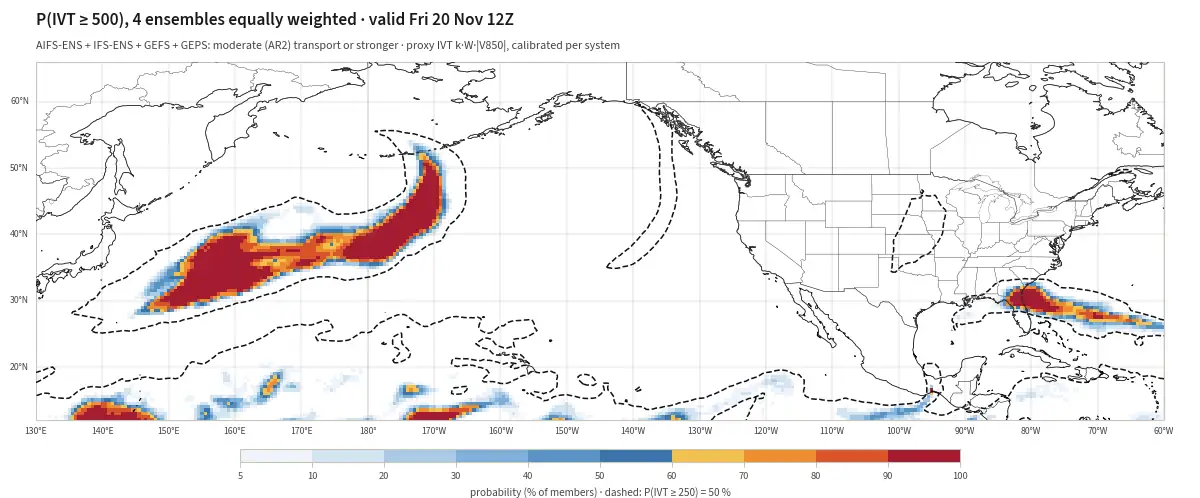 P(IVT ≥ 500), 4 ensembles equally weighted · valid Fri 20 Nov 12Z
AIFS-ENS + IFS-ENS + GEFS + GEPS: moderate (AR2) transport or stronger · proxy IVT k·W·|V850|, calibrated per system
60°N
50°N
40°N
30°N
20°N
130°E 140°E 150°E 160°E 170°E 180° 170°W 160°W 150°W 140°W 130°W 120°W 110°W 100°W 90°W 80°W 70°W 60°W
5 10 20 30 40 50 60 70 80 90 100
probability (% of members) · dashed: P(IVT ≥ 250) = 50 %